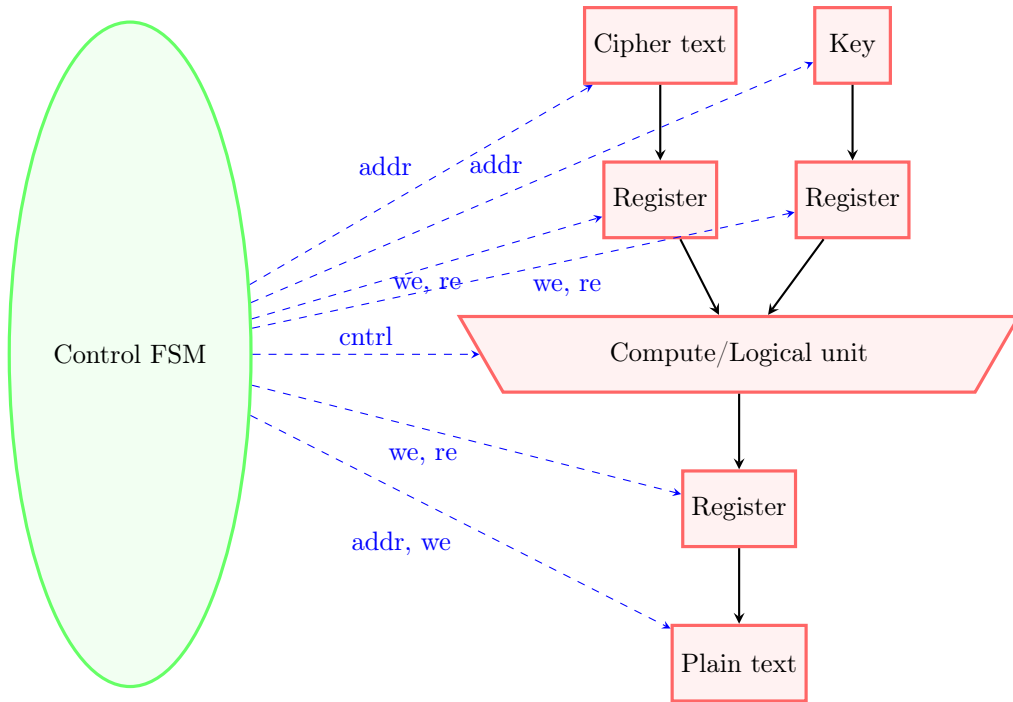 Cipher text
Key
addr
addr
Register
Register
we, re
we, re
cntrl
Control FSM
Compute/Logical unit
we, re
Register
addr, we
Plain text